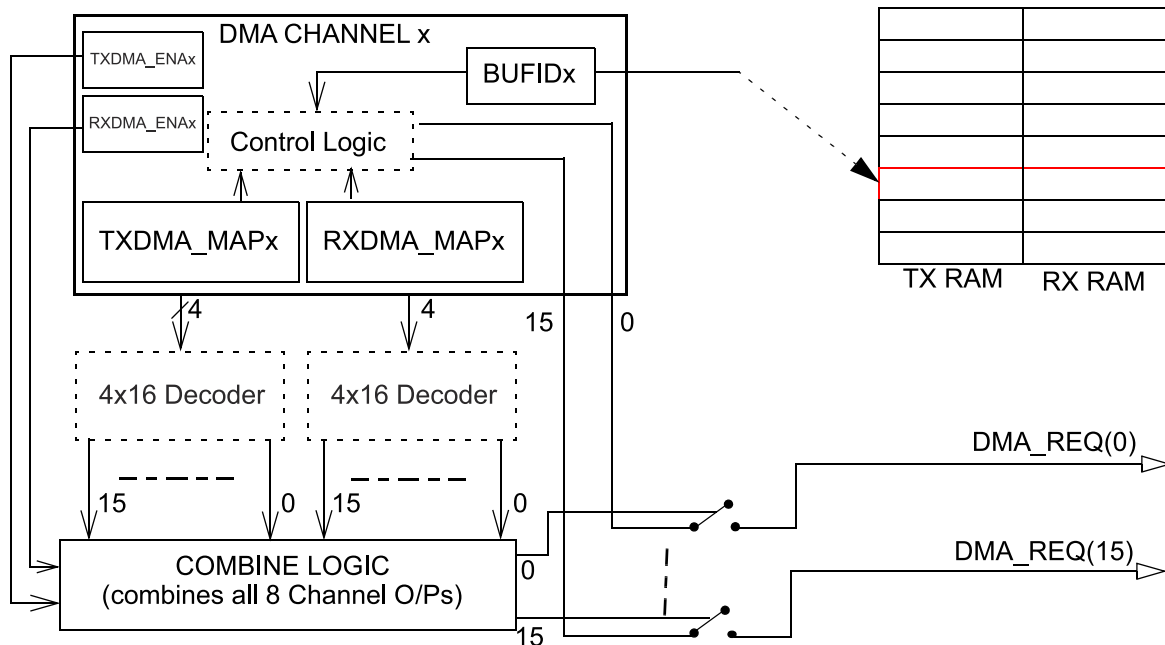 DMA CHANNEL x
TXDMA_ENAx
BUFIDx
RXDMA_ENAx
Control Logic
TXDMA_MAPx
RXDMA_MAPx
TX RAM
RX RAM
4
4
15
0
4x16 Decoder
4x16 Decoder
DMA_REQ(0)
15
0
15
0
DMA_REQ(15)
COMBINE LOGIC
(combines all 8 Channel O/Ps)
0
15